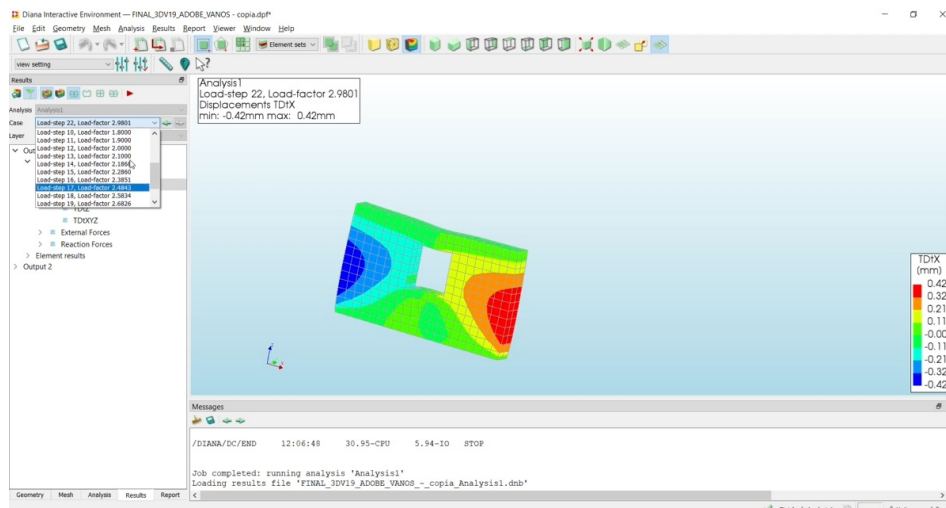 Diana Interactive Environment — FINAL_3DV19_ADOBE_VANOS - copia.dpf*
File Edit Geometry Mesh Analysis Results Report Viewer Window Help
Element sets
view setting
Results
Analysis Analysis1
Case Load-step 22, Load-factor 2.9801
Layer
Load-step 10, Load-factor 1.8000
Load-step 11, Load-factor 1.9000
Load-step 12, Load-factor 2.0000
Load-step 13, Load-factor 2.1000
Load-step 14, Load-factor 2.186
Load-step 15, Load-factor 2.2860
Load-step 16, Load-factor 2.3851
Load-step 17, Load-factor 2.4843
Load-step 18, Load-factor 2.5834
Load-step 19, Load-factor 2.6826
Out
TDtZ
TDtXYZ
External Forces
Reaction Forces
Element results
Output 2
Analysis1
Load-step 22, Load-factor 2.9801
Displacements TDtX
min: -0.42mm max: 0.42mm
TDtX
(mm)
0.42
0.32
0.21
0.11
-0.00
-0.11
-0.21
-0.32
-0.42
Z
X
Messages
/DIANA/DC/END 12:06:48 30.95-CPU 5.94-IO STOP
Job completed: running analysis 'Analysis1'
Loading results file 'FINAL_3DV19_ADOBE_VANOS_-_copia_Analysis1.dnb'
Geometry Mesh Analysis Results Report